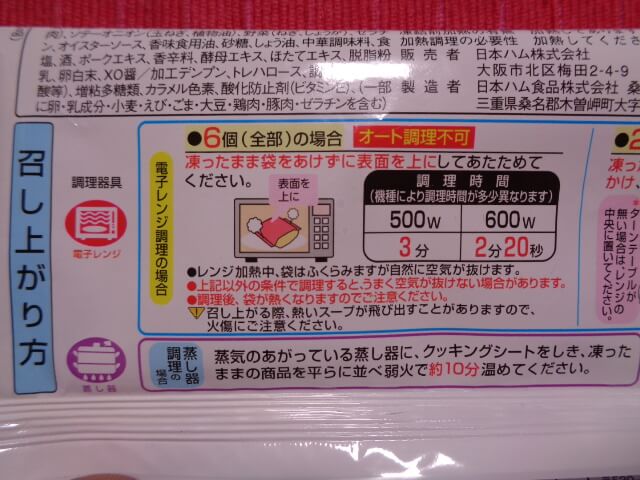 、オイスターソース、香味食用油、砂糖、しょう油、中華調味料、食
塩、酒、ポークエキス、香辛料、酵母エキス、ほたてエキス、脱脂粉
乳、卵白末、XO醤/加工デンプン、トレハロース、調
酸等)、増粘多糖類、カラメル色素、酸化防止剤(ビタミンE)、(一部
に卵・乳成分・小麦・えび・ごま・大豆・鶏肉・豚肉・ゼラチンを含む)
加熱調理の必要性 加熱してくださ
販売者 日本ハム株式会社
大阪市北区梅田2-4-9
製造者 日本ハム食品株式会社 桑
三重県桑名郡木曽岬町大字
召し上がり方
調理器具
電子レンジ
電子レンジ調理の場合
●6個(全部)の場合 オート調理不可
凍ったまま袋をあけずに表面を上にしてあたためて
ください。
表面を
上に
調理時間
(機種により調理時間が多少異なります)
500W 600W
3分 2分20秒
●レンジ加熱中、袋はふくらみますが自然に空気が抜けます。
●上記以外の条件で調理すると、うまく空気が抜けない場合があります。
●調理後、袋が熱くなりますのでご注意ください。
召し上がる際、熱いスープが飛び出すことがありますので、
火傷にご注意ください。
凍った
かけ、
ターンテーブルが
無い場合は
中央に置いてください。
蒸し器
蒸し器
調理の
場合
蒸気のあがっている蒸し器に、クッキングシートをしき、凍った
ままの商品を平らに並べ弱火で約10分温めてください。